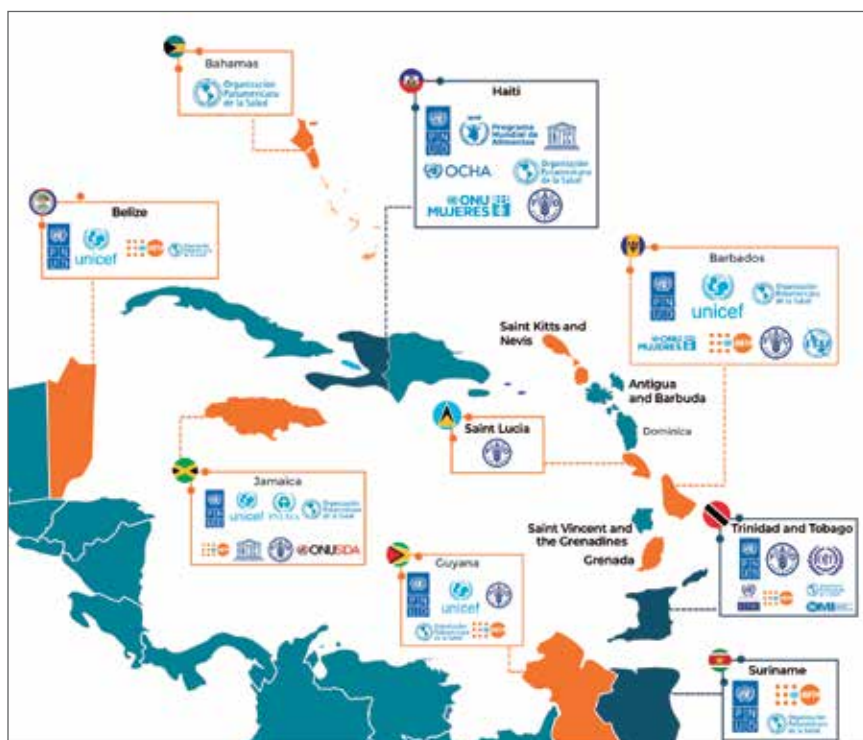 Bahamas
Organización
Panamericana
de la Salud
Haiti
P N
U D
Programa
Mundial de
Alimentos
OCHA
Organización
Panamericana
de la Salud
ONU
MUJERES
Belize
P N
U D
unicef
Barbados
P N
U D
unicef
Organización
Panamericana
de la Salud
ONU
MUJERES
Saint Kitts and
Nevis
Antigua
and Barbuda
Dominica
Saint Lucia
Jamaica
P N
U D
unicef
Organización
Panamericana
de la Salud
ONUSIDA
Saint Vincent and
the Grenadines
Grenada
Guyana
P N
U D
unicef
Organización
Panamericana
de la Salud
Trinidad and Tobago
P N
U D
OMI
Suriname
P N
U D
Organización
Panamericana
de la Salud